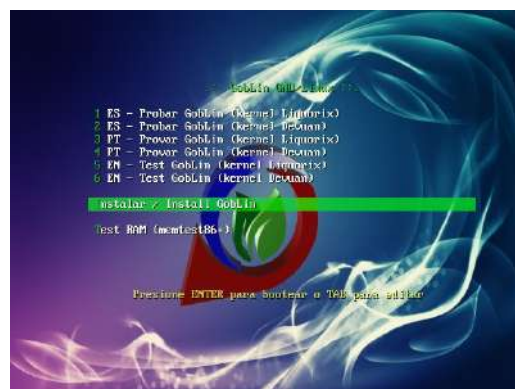 GobLin GNU/Linux
1 ES - Probar GobLin (kernel Liquorix)
2 ES - Probar GobLin (kernel Devuan)
3 PT - Provar GobLin (kernel Liquorix)
4 PT - Provar GobLin (kernel Devuan)
5 EN - Test GobLin (kernel Liquorix)
6 EN - Test GobLin (kernel Devuan)
nstalar / Install GobLin
Test RAM (memtest86+)
Presione ENTER para bootear o TAB para editar